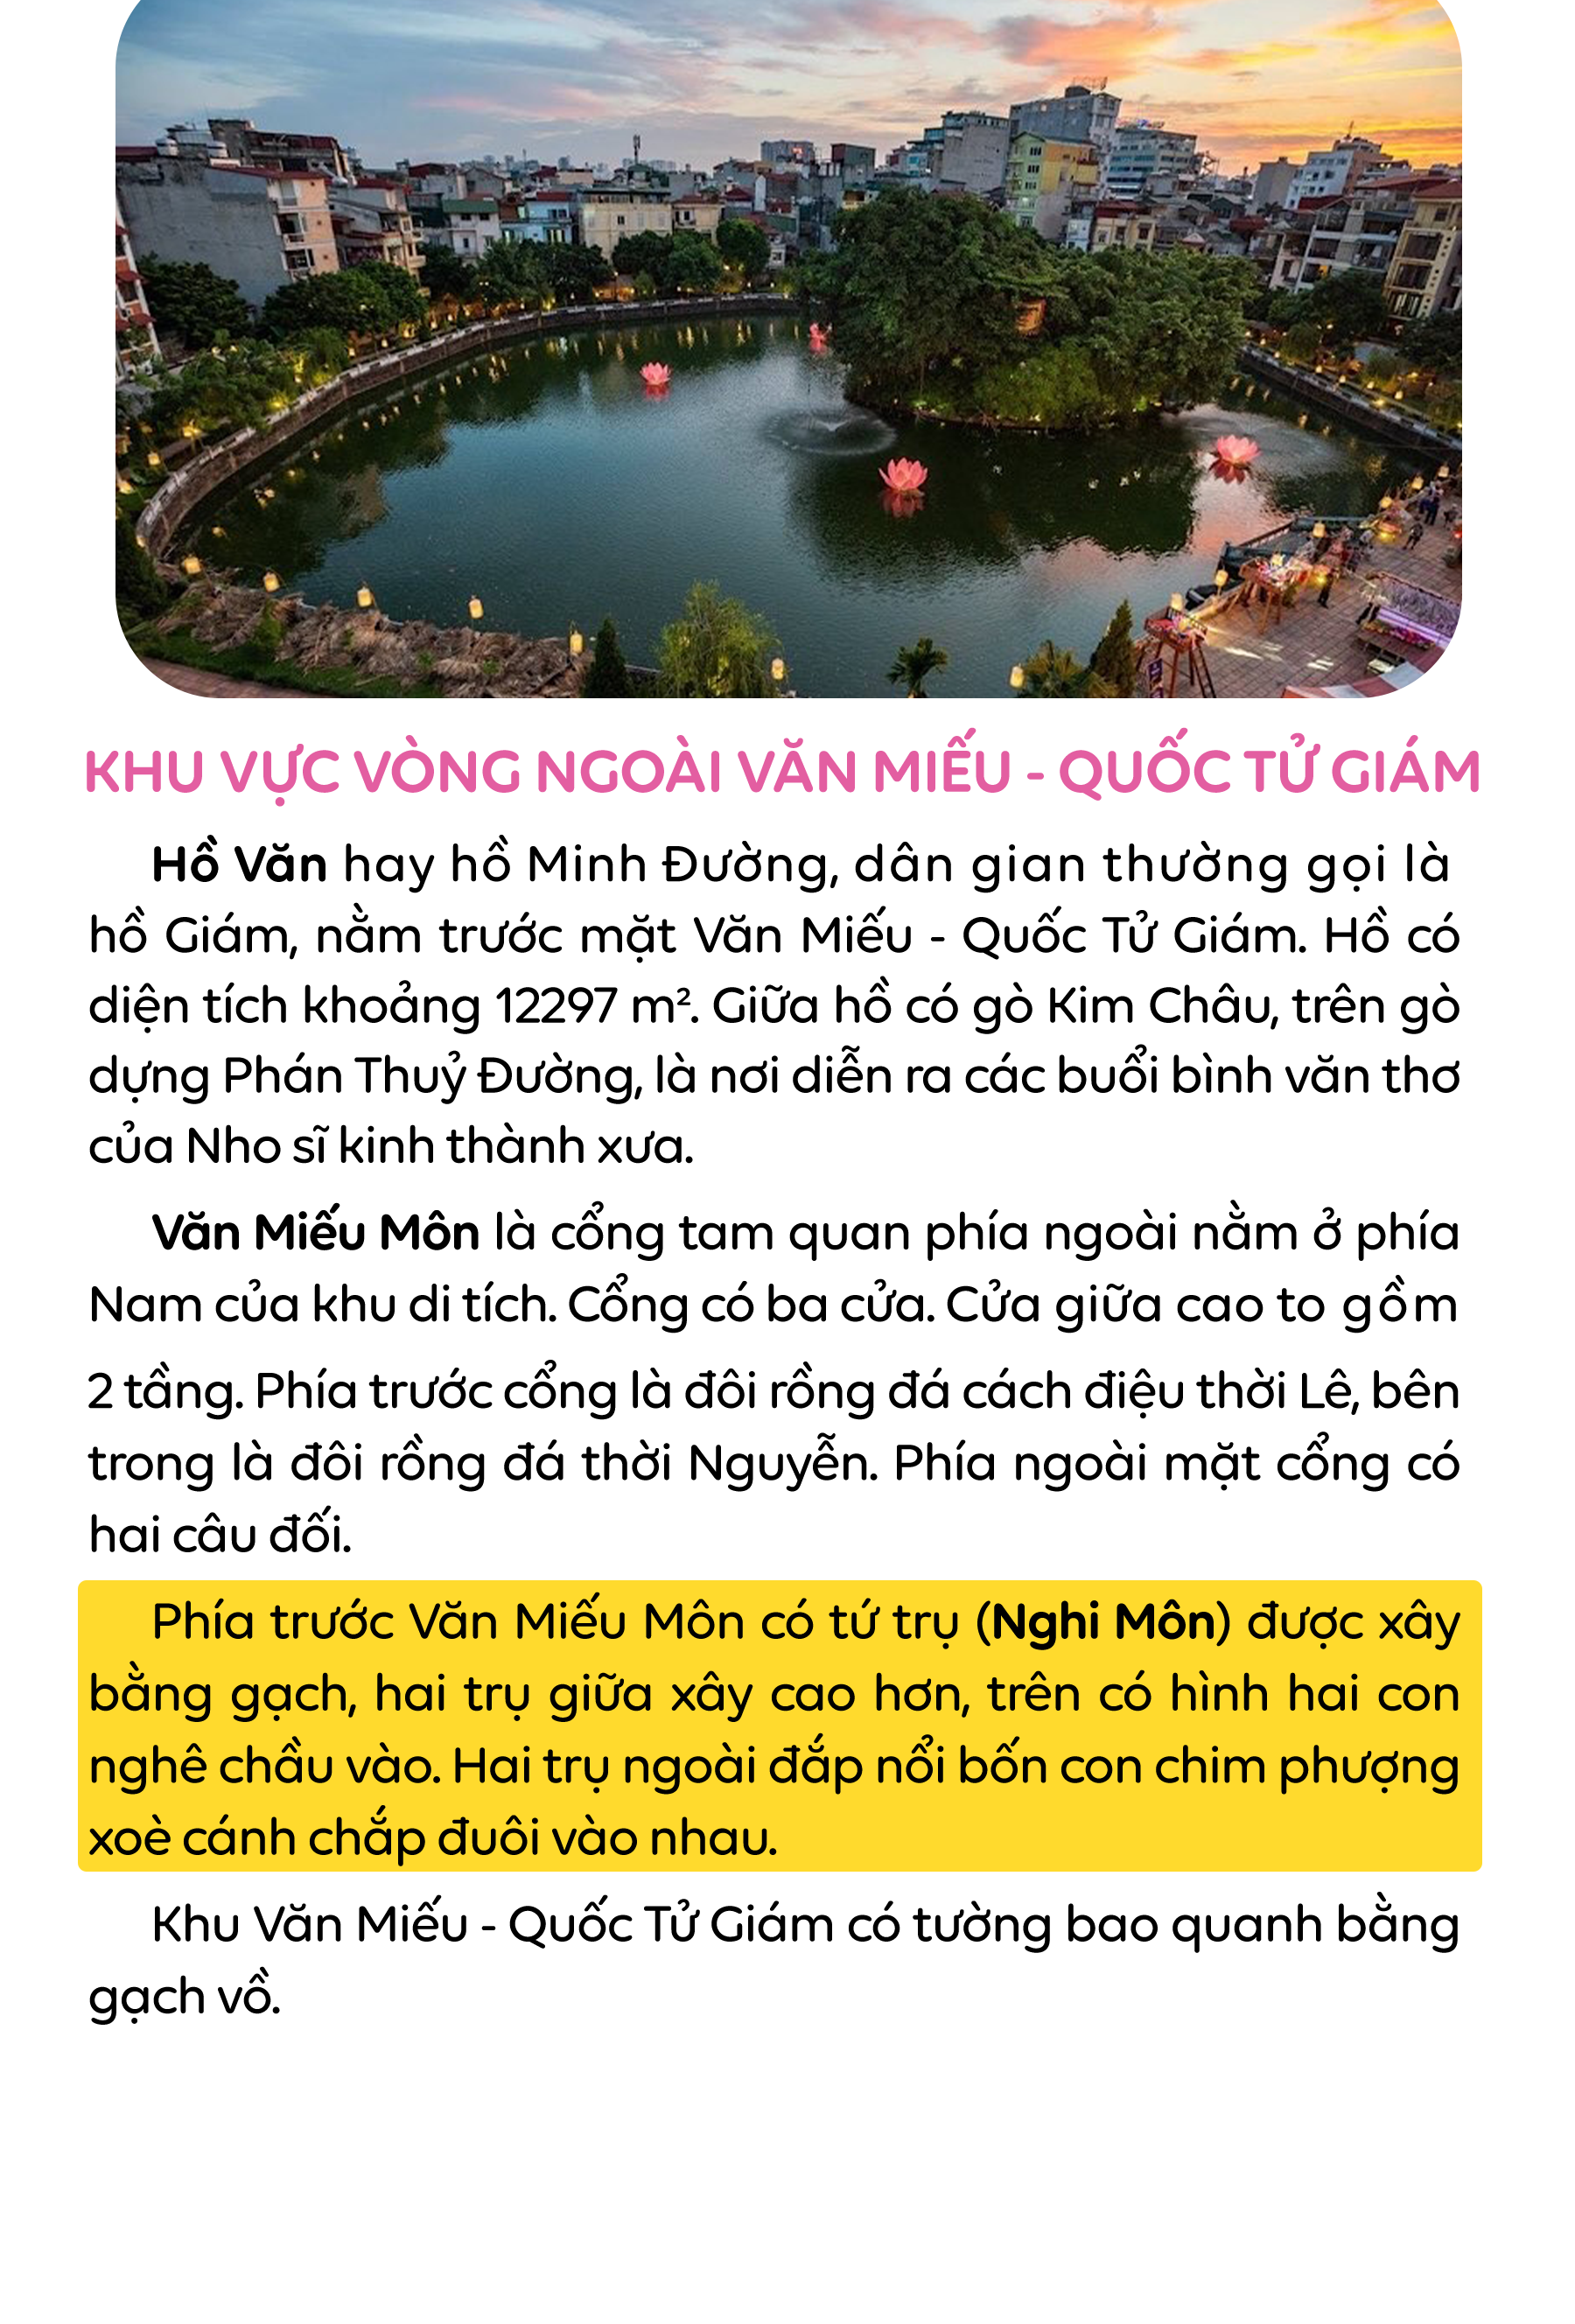 KHU VỰC VÒNG NGOÀI VĂN MIẾU - QUỐC TỬ GIÁM
Hồ Văn hay hồ Minh Đường, dân gian thường gọi là
hồ Giám, nằm trước mặt Văn Miếu - Quốc Tử Giám. Hồ có
diện tích khoảng 12297 m². Giữa hồ có gò Kim Châu, trên gò
dựng Phán Thuỷ Đường, là nơi diễn ra các buổi bình văn thơ
của Nho sĩ kinh thành xưa.
Văn Miếu Môn là cổng tam quan phía ngoài nằm ở phía
Nam của khu di tích. Cổng có ba cửa. Cửa giữa cao to gồm
2 tầng. Phía trước cổng là đôi rồng đá cách điệu thời Lê, bên
trong là đôi rồng đá thời Nguyễn. Phía ngoài mặt cổng có
hai câu đối.
Phía trước Văn Miếu Môn có tứ trụ (Nghi Môn) được xây
bằng gạch, hai trụ giữa xây cao hơn, trên có hình hai con
nghê chầu vào. Hai trụ ngoài đắp nổi bốn con chim phượng
xoè cánh chắp đuôi vào nhau.
Khu Văn Miếu - Quốc Tử Giám có tường bao quanh bằng
gạch vồ.